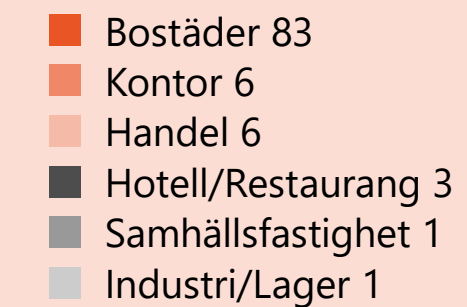 Bostäder 83
Kontor 6
Handel 6
Hotell/Restaurang 3
Samhällsfastighet 1
Industri/Lager 1